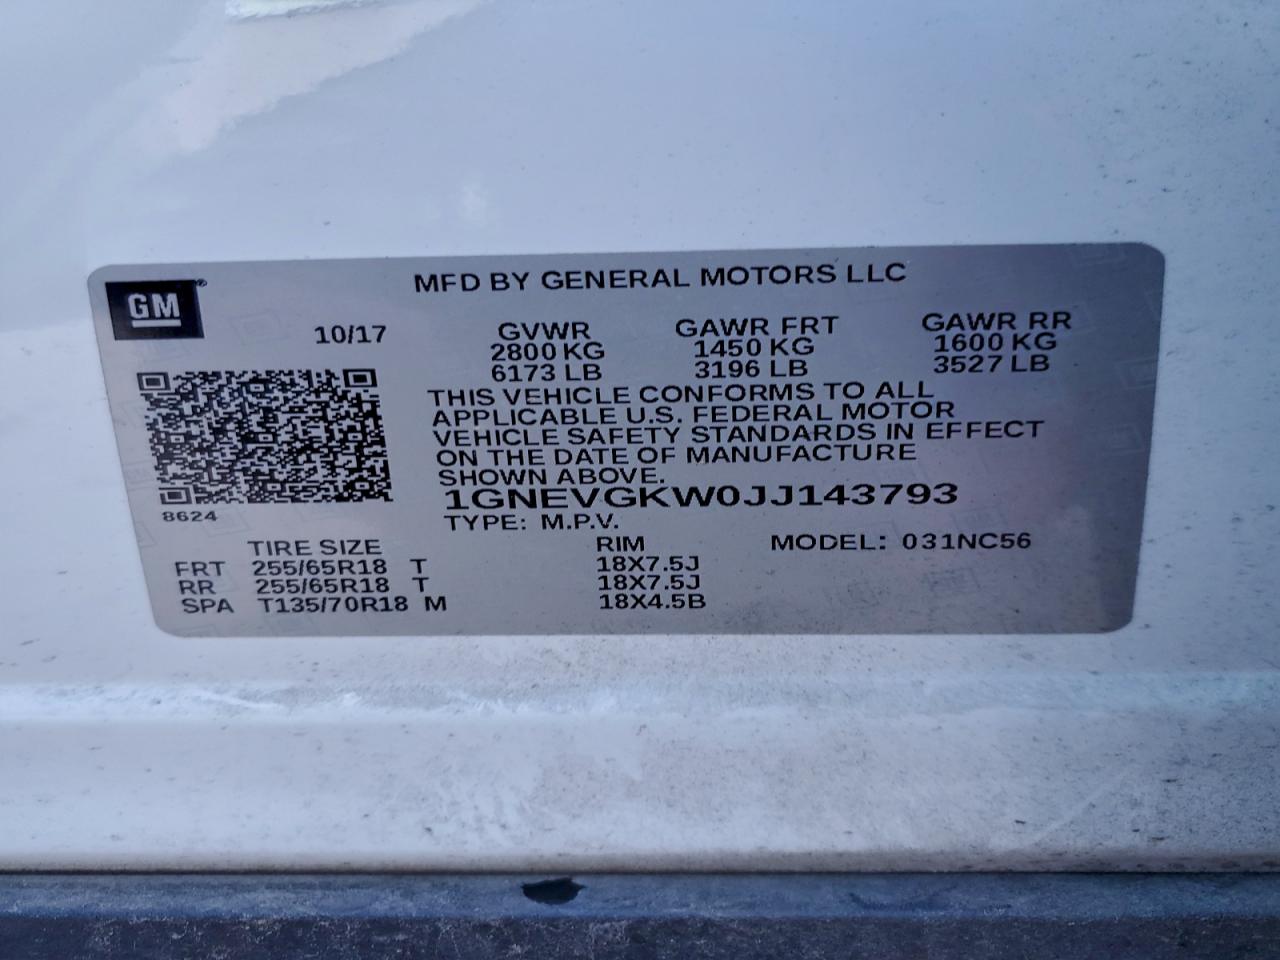 GM®
MFD BY GENERAL MOTORS LLC
10/17 GVWR GAWR FRT GAWR RR
2800 KG 1450 KG 1600 KG
6173 LB 3196 LB 3527 LB
THIS VEHICLE CONFORMS TO ALL
APPLICABLE U.S. FEDERAL MOTOR
VEHICLE SAFETY STANDARDS IN EFFECT
ON THE DATE OF MANUFACTURE
SHOWN ABOVE.
1GNEVGKW0JJ143793
8624
TYPE: M.P.V.
TIRE SIZE RIM MODEL: 031NC56
FRT 255/65R18 T 18X7.5J
RR 255/65R18 T 18X7.5J
SPA T135/70R18 M 18X4.5B